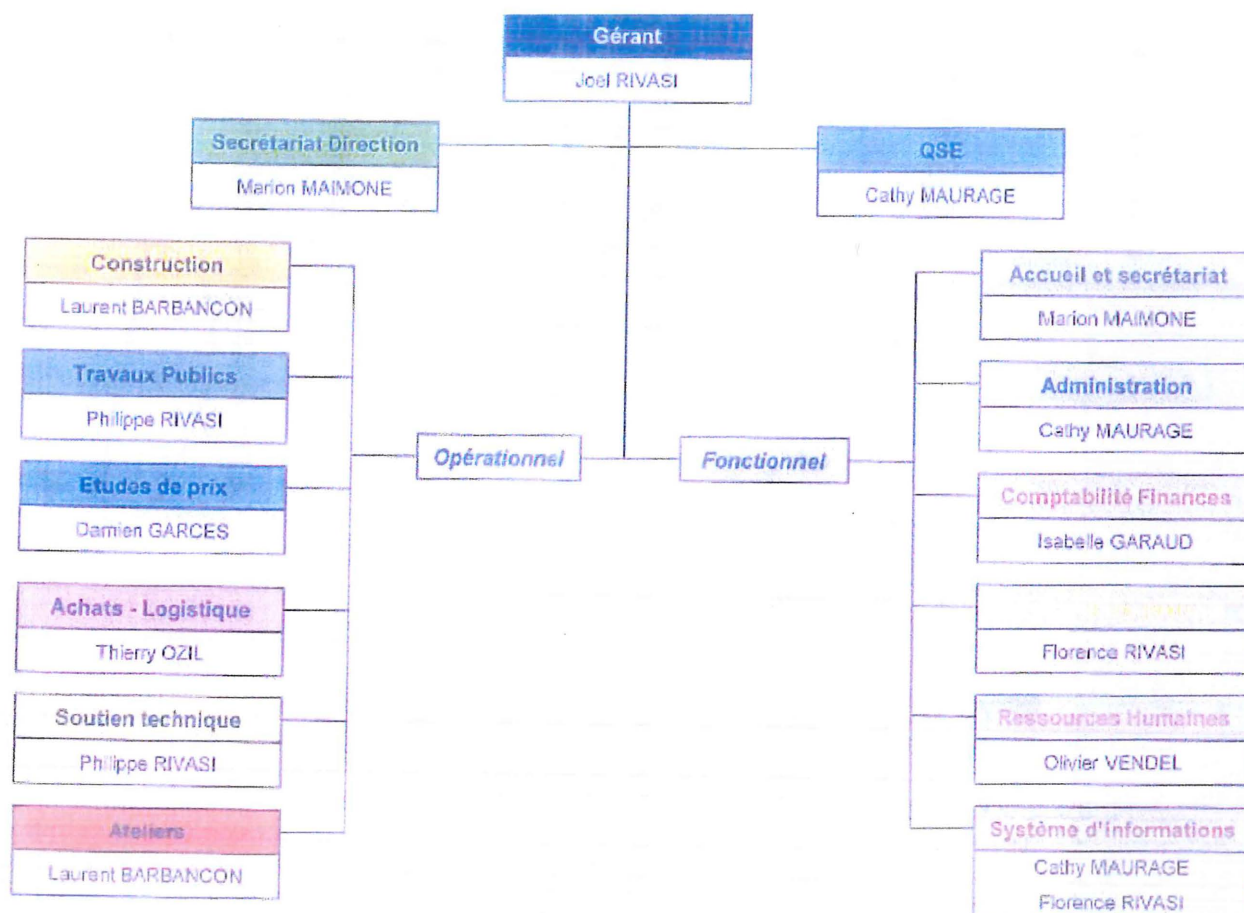 Gérant
Joel RIVASI
Secrétariat Direction
Marion MAIMONE
QSE
Cathy MAURAGE
Construction
Laurent BARBANCON
Travaux Publics
Philippe RIVASI
Etudes de prix
Damien GARCES
Achats - Logistique
Thierry OZIL
Soutien technique
Philippe RIVASI
Ateliers
Laurent BARBANCON
Opérationnel
Fonctionnel
Accueil et secrétariat
Marion MAIMONE
Administration
Cathy MAURAGE
Comptabilité Finances
Isabelle GARAUD
Florence RIVASI
Ressources Humaines
Olivier VENDEL
Système d'informations
Cathy MAURAGE
Florence RIVASI